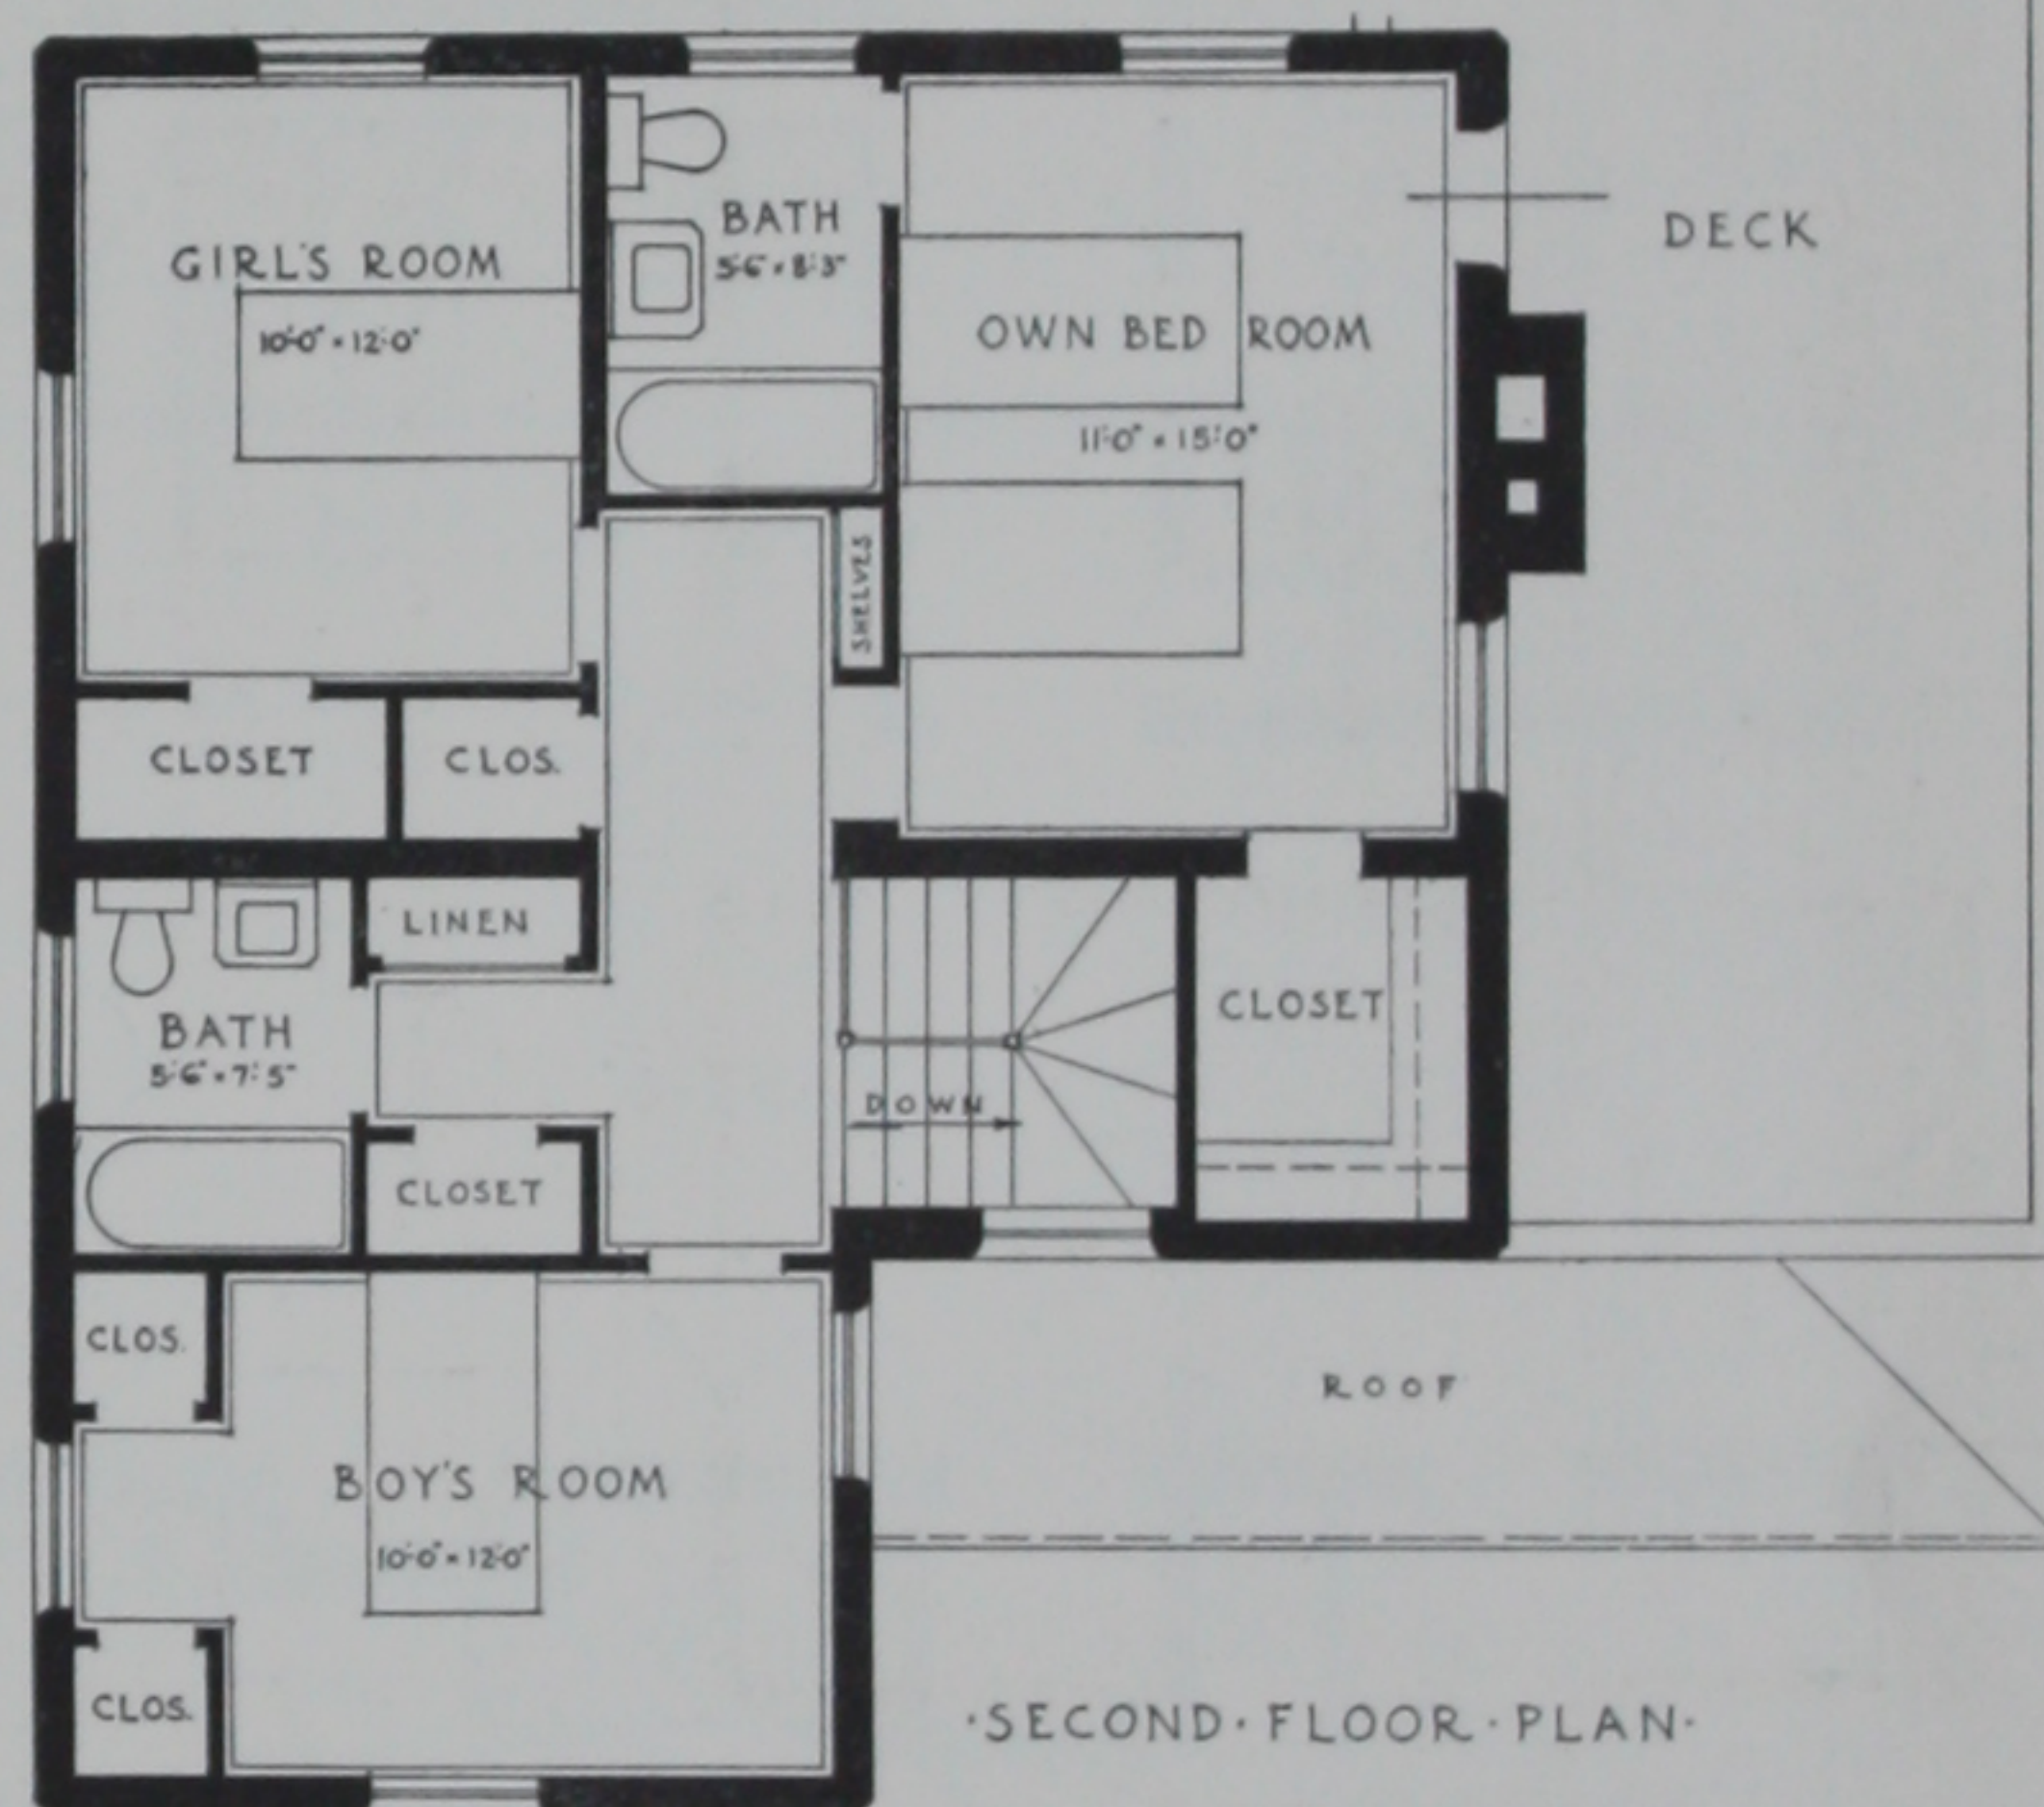 GIRL'S ROOM
10'-0" × 12'-0"
BATH
5'-6" × 8'-3"
OWN BED ROOM
11'-0" × 15'-0"
DECK
SHELVES
CLOSET
CLOS.
LINEN
BATH
5'-6" × 7'-5"
CLOSET
DOWN
CLOSET
CLOS.
BOY'S ROOM
10'-0" × 12'-0"
CLOS.
ROOF
·SECOND·FLOOR·PLAN·